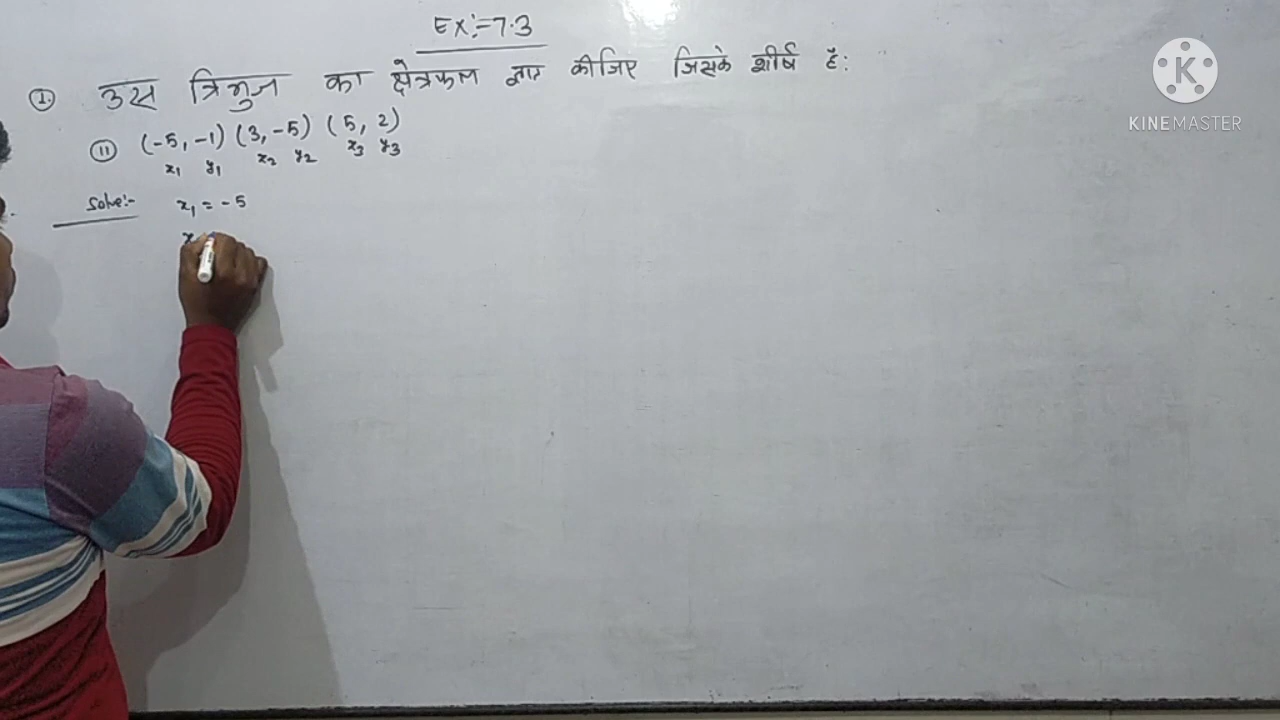 Ex:-7.3
I. उस त्रिभुज का क्षेत्रफल ज्ञात कीजिए जिसके शीर्ष हैं:
II (-5, -1) (3, -5) (5, 2)
x₁ y₁ x₂ y₂ x₃ y₃
Solve:- x₁ = -5
x
K
KINEMASTER